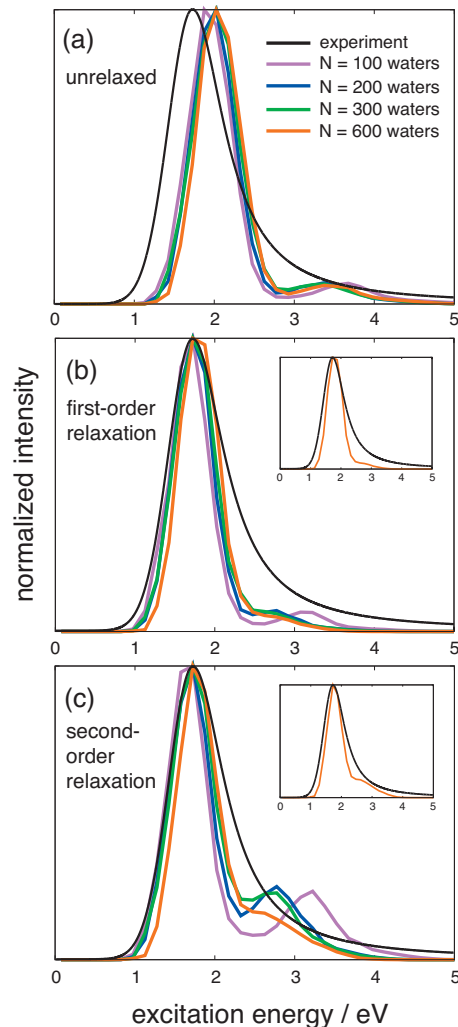 (a)
unrelaxed
experiment
N = 100 waters
N = 200 waters
N = 300 waters
N = 600 waters
0 1 2 3 4 5
(b)
first-order
relaxation
0 1 2 3 4 5
0 1 2 3 4 5
normalized intensity
(c)
second-
order
relaxation
0 1 2 3 4 5
0 1 2 3 4 5
excitation energy / eV